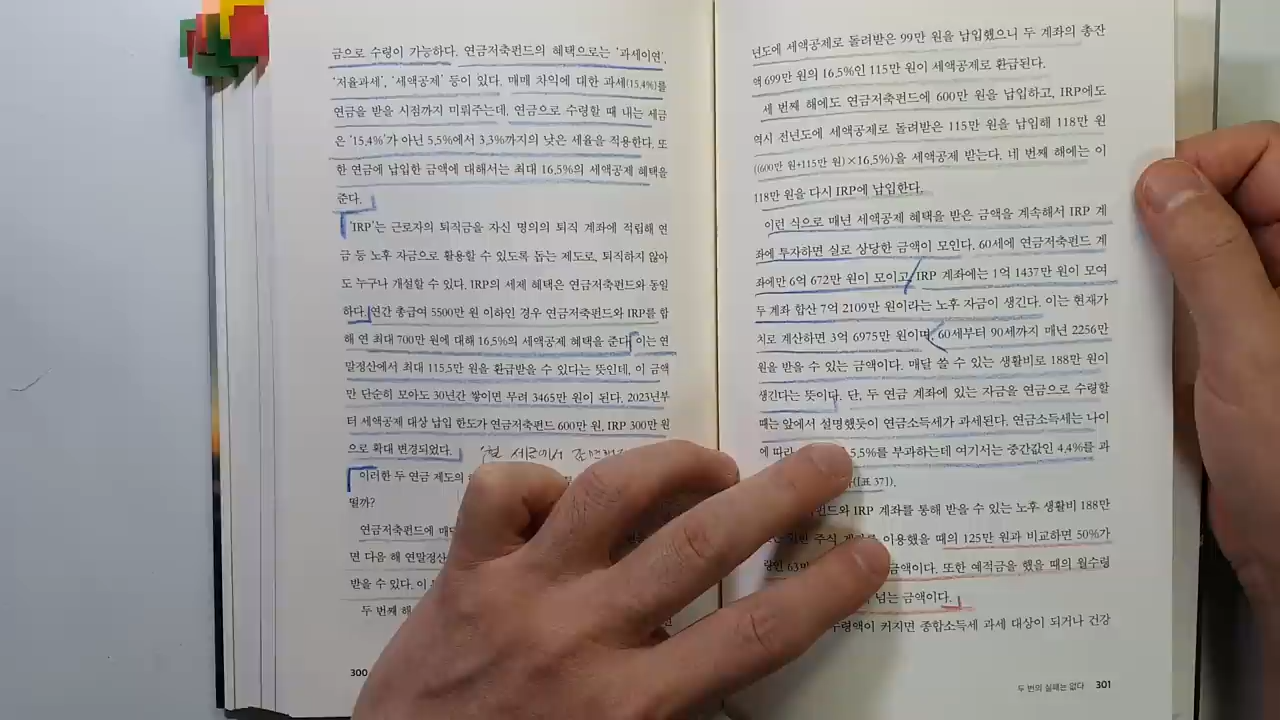 금으로 수령이 가능하다. 연금저축펀드의 혜택으로는 '과세이연',
'저율과세', '세액공제' 등이 있다. 매매 차익에 대한 과세(15.4%)를
연금을 받을 시점까지 미뤄주는데, 연금으로 수령할 때 내는 세금
은 '15.4%'가 아닌 5.5%에서 3.3%까지의 낮은 세율을 적용한다. 또
한 연금에 납입한 금액에 대해서는 최대 16.5%의 세액공제 혜택을
준다.
'IRP'는 근로자의 퇴직금을 자신 명의의 퇴직 계좌에 적립해 연
금 등 노후 자금으로 활용할 수 있도록 돕는 제도로, 퇴직하지 않아
도 누구나 개설할 수 있다. IRP의 세제 혜택은 연금저축펀드와 동일
하다. 연간 총급여 5500만 원 이하인 경우 연금저축펀드와 IRP를 합
해 연 최대 700만 원에 대해 16.5%의 세액공제 혜택을 준다. 이는 연
말정산에서 최대 115.5만 원을 환급받을 수 있다는 뜻인데, 이 금액
만 단순히 모아도 30년간 쌓이면 무려 3465만 원이 된다. 2023년부
터 세액공제 대상 납입 한도가 연금저축펀드 600만 원, IRP 300만 원
으로 확대 변경되었다.
이러한 두 연금 제도의
떨까?
연금저축펀드에 매
면 다음 해 연말정산
받을 수 있다. 이
두 번째 해
300
년도에 세액공제로 돌려받은 99만 원을 납입했으니 두 계좌의 총잔
액 699만 원의 16.5%인 115만 원이 세액공제로 환급된다.
세 번째 해에도 연금저축펀드에 600만 원을 납입하고, IRP에도
역시 전년도에 세액공제로 돌려받은 115만 원을 납입해 118만 원
((600만 원+115만 원)×16.5%)을 세액공제 받는다. 네 번째 해에는 이
118만 원을 다시 IRP에 납입한다.
이런 식으로 매년 세액공제 혜택을 받은 금액을 계속해서 IRP 계
좌에 투자하면 실로 상당한 금액이 모인다. 60세에 연금저축펀드 계
좌에만 6억 672만 원이 모이고, IRP 계좌에는 1억 1437만 원이 모여
두 계좌 합산 7억 2109만 원이라는 노후 자금이 생긴다. 이는 현재가
치로 계산하면 3억 6975만 원이며, 60세부터 90세까지 매년 2256만
원을 받을 수 있는 금액이다. 매달 쓸 수 있는 생활비로 188만 원이
생긴다는 뜻이다. 단, 두 연금 계좌에 있는 자금을 연금으로 수령할
때는 앞에서 설명했듯이 연금소득세가 과세된다. 연금소득세는 나이
에 따라 5.5%를 부과하는데 여기서는 중간값인 4.4%를 과
([표 37]).
펀드와 IRP 계좌를 통해 받을 수 있는 노후 생활비 188만
주식 계좌를 이용했을 때의 125만 원과 비교하면 50%가
금액이다. 또한 예적금을 했을 때의 월수령
넘는 금액이다.
수령액이 커지면 종합소득세 과세 대상이 되거나 건강
두 번의 실패는 없다 301